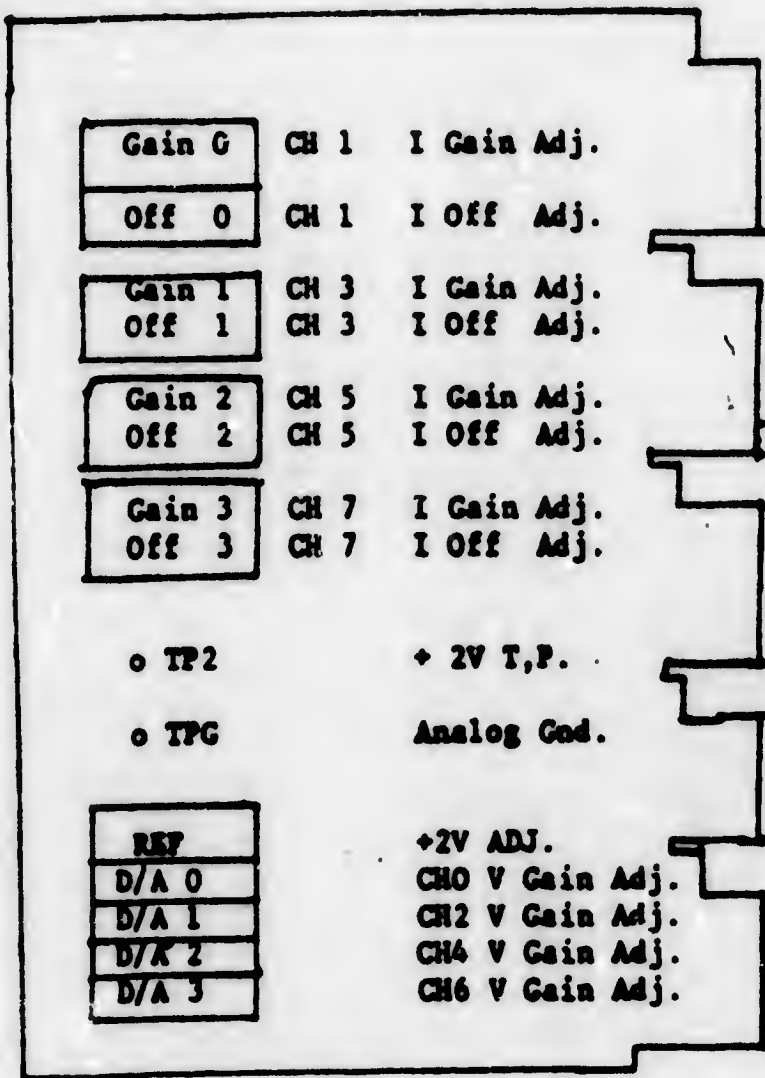 Gain 0 CH 1 I Gain Adj.
Off 0 CH 1 I Off Adj.
Gain 1 CH 3 I Gain Adj.
Off 1 CH 3 I Off Adj.
Gain 2 CH 5 I Gain Adj.
Off 2 CH 5 I Off Adj.
Gain 3 CH 7 I Gain Adj.
Off 3 CH 7 I Off Adj.
o TP2 + 2V T,P.
o TPG Analog Gnd.
REF +2V ADJ.
D/A 0 CH0 V Gain Adj.
D/A 1 CH2 V Gain Adj.
D/A 2 CH4 V Gain Adj.
D/A 3 CH6 V Gain Adj.